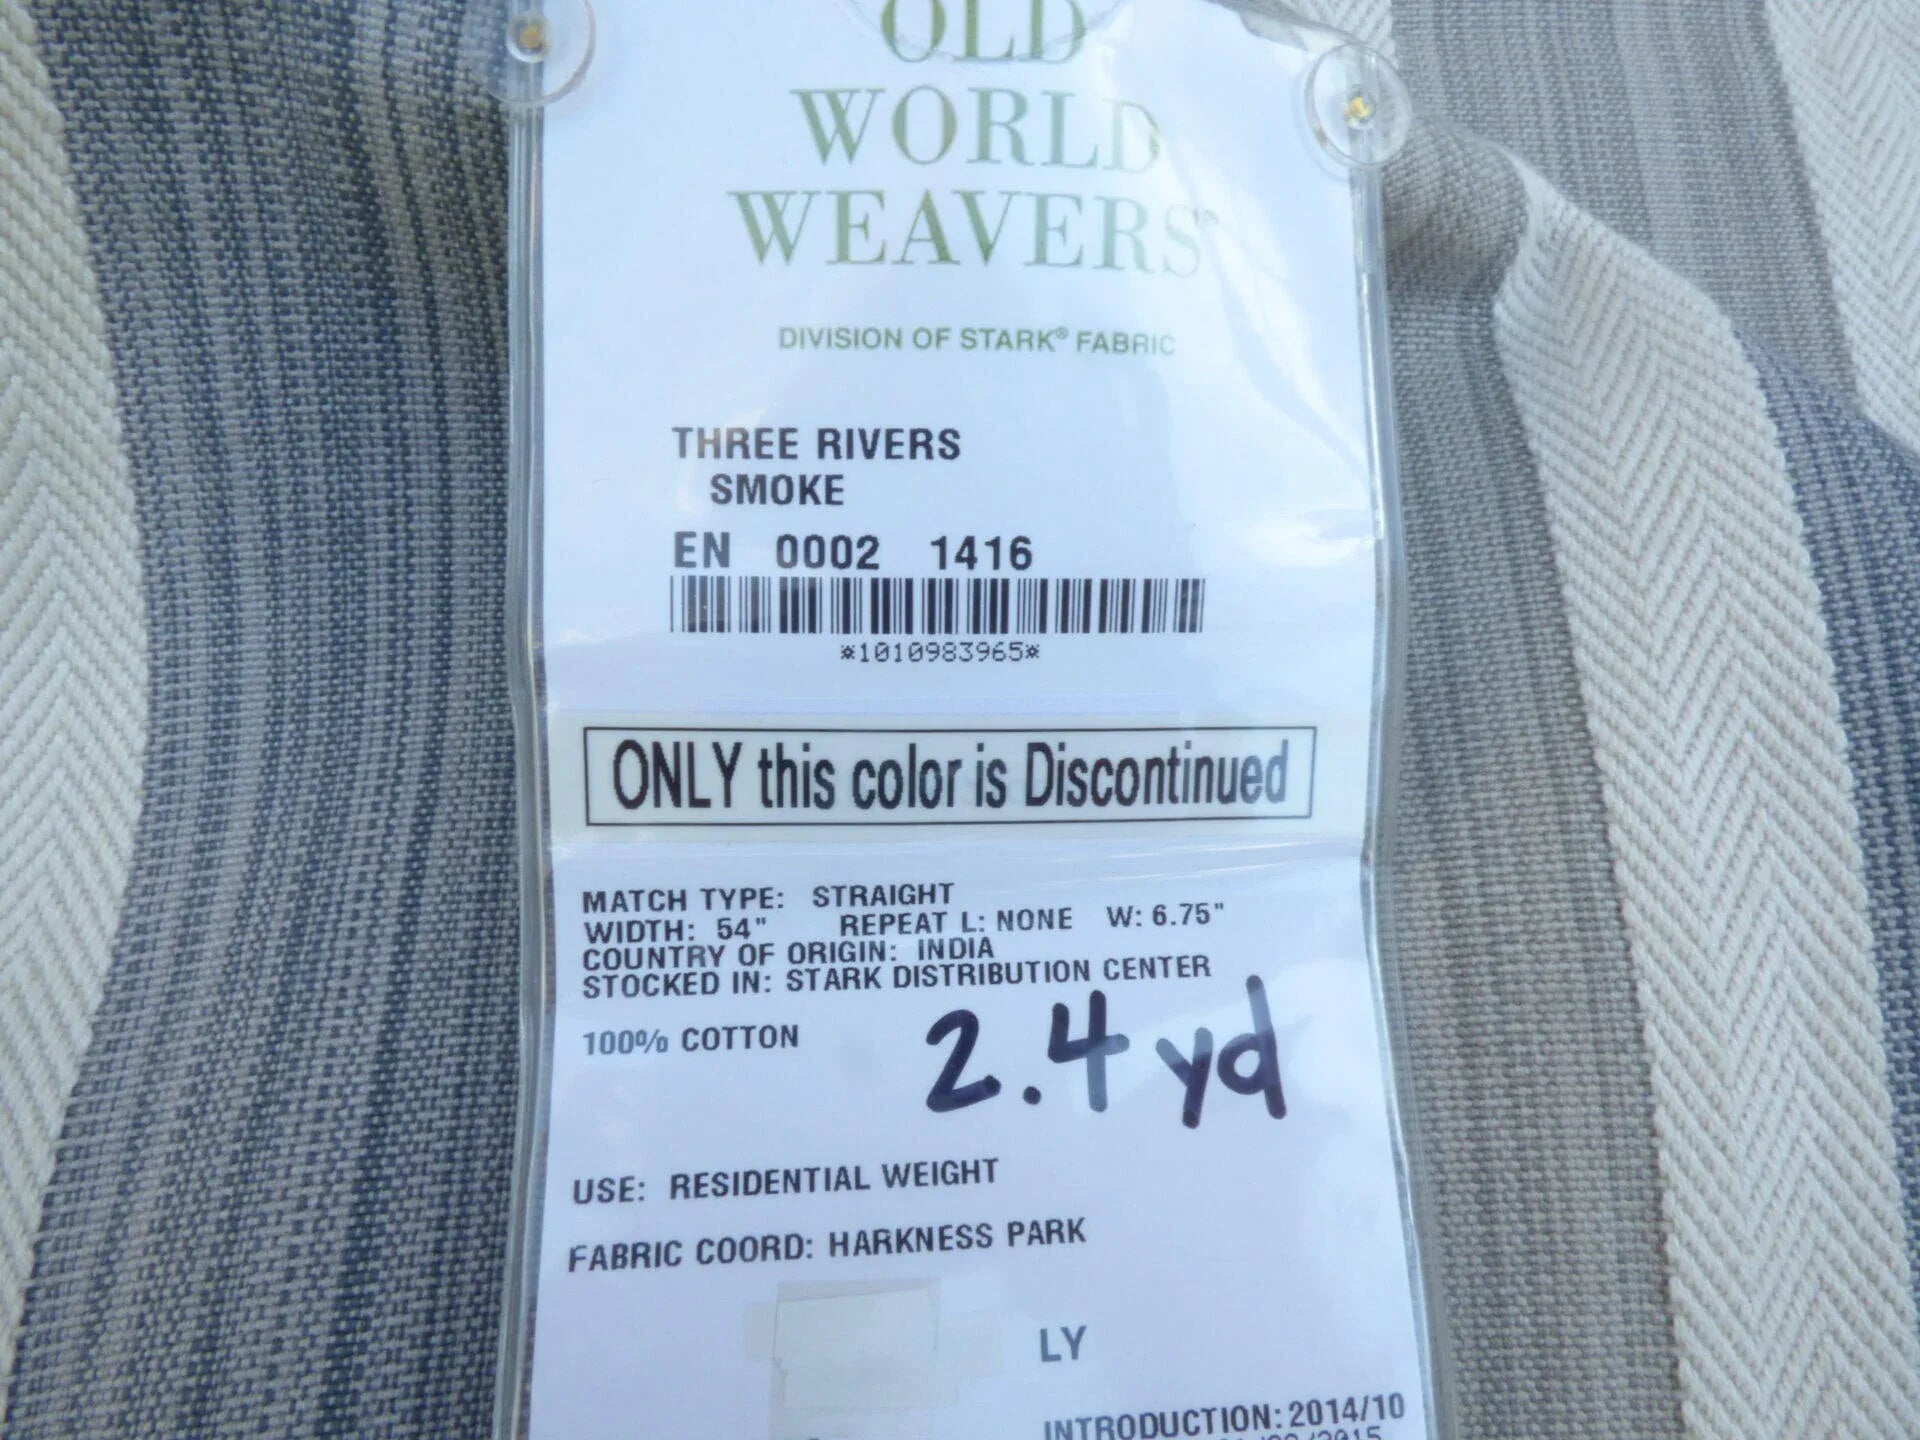 OLD
WORLD
WEAVERS®
DIVISION OF STARK® FABRIC
THREE RIVERS
SMOKE
EN 0002 1416
*1010983965*
ONLY this color is Discontinued
MATCH TYPE: STRAIGHT
WIDTH: 54" REPEAT L: NONE W: 6.75"
COUNTRY OF ORIGIN: INDIA
STOCKED IN: STARK DISTRIBUTION CENTER
100% COTTON
2.4 yd
USE: RESIDENTIAL WEIGHT
FABRIC COORD: HARKNESS PARK
LY
INTRODUCTION: 2014/10